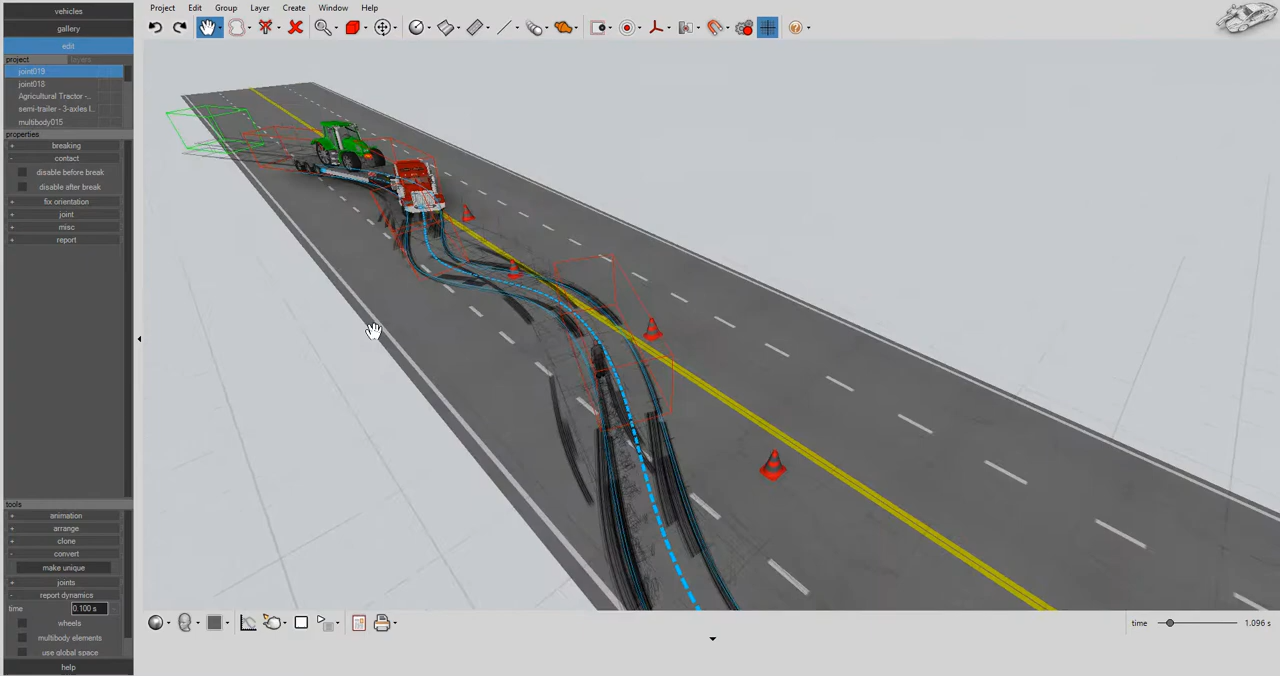 Project Edit Group Layer Create Window Help
vehicles
gallery
edit
project layers
joint019
joint018
Agricultural Tractor -...
semi-trailer - 3-axles l...
multibody015
properties
+ breaking
- contact
disable before break
disable after break
+ fix orientation
+ joint
+ misc
+ report
tools
+ animation
+ arrange
+ clone
- convert
make unique
+ joints
- report dynamics
time 0.100 s
wheels
multibody elements
use global space
help
time 1.096 s